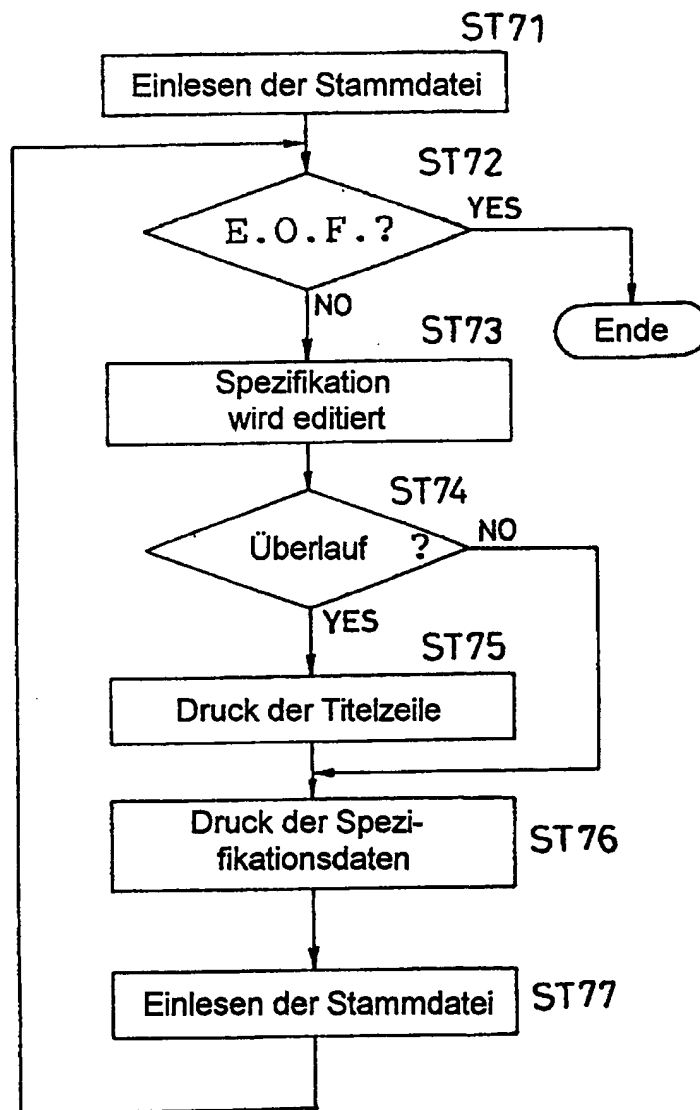 ST71
Einlesen der Stammdatei
ST72
E.O.F.?
YES
NO
Ende
ST73
Spezifikation
wird editiert
ST74
Überlauf ?
NO
YES
ST75
Druck der Titelzeile
Druck der Spezi-
fikationsdaten
ST76
Einlesen der Stammdatei
ST77